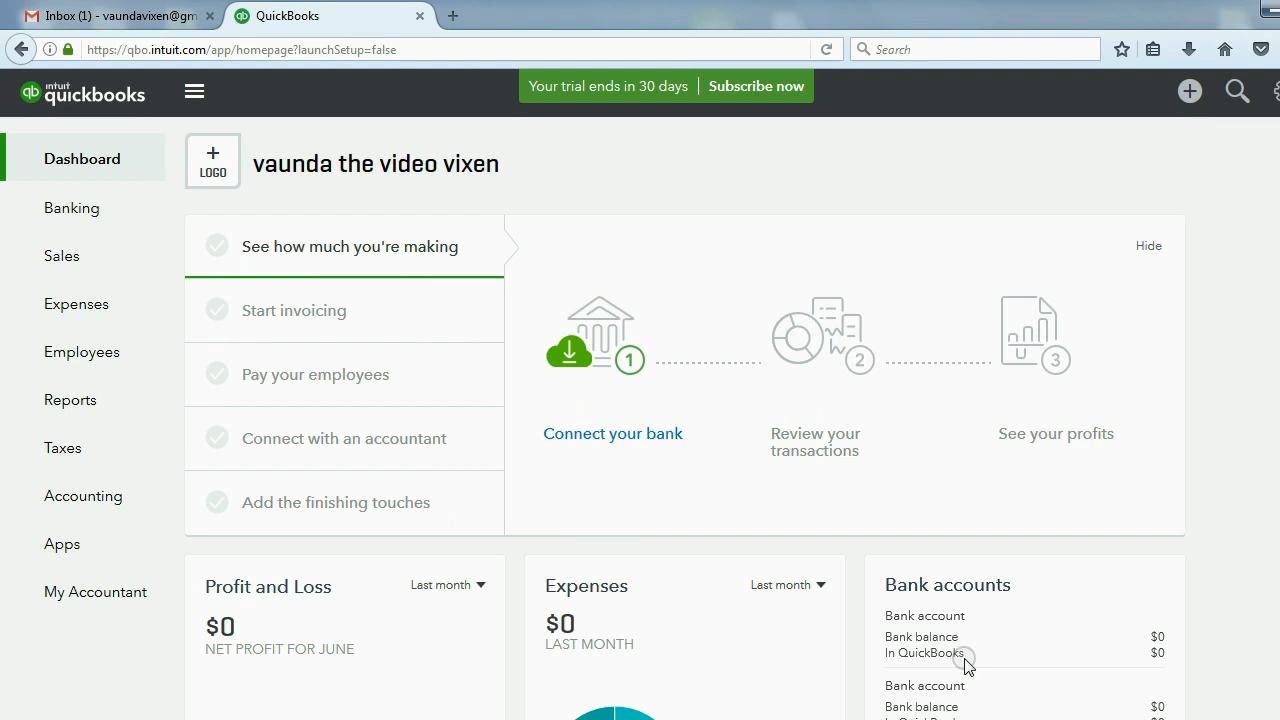 Inbox (1) - vaundavixen@gm
QuickBooks
https://qbo.intuit.com/app/homepage?launchSetup=false
Search
intuit
qb quickbooks
Your trial ends in 30 days
Subscribe now
Dashboard
Banking
Sales
Expenses
Employees
Reports
Taxes
Accounting
Apps
My Accountant
+
LOGO
vaunda the video vixen
See how much you're making
Start invoicing
Pay your employees
Connect with an accountant
Add the finishing touches
Hide
1
2
3
Connect your bank
Review your
transactions
See your profits
Profit and Loss
Last month
$0
NET PROFIT FOR JUNE
Expenses
Last month
$0
LAST MONTH
Bank accounts
Bank account
Bank balance $0
In QuickBooks $0
Bank account
Bank balance $0